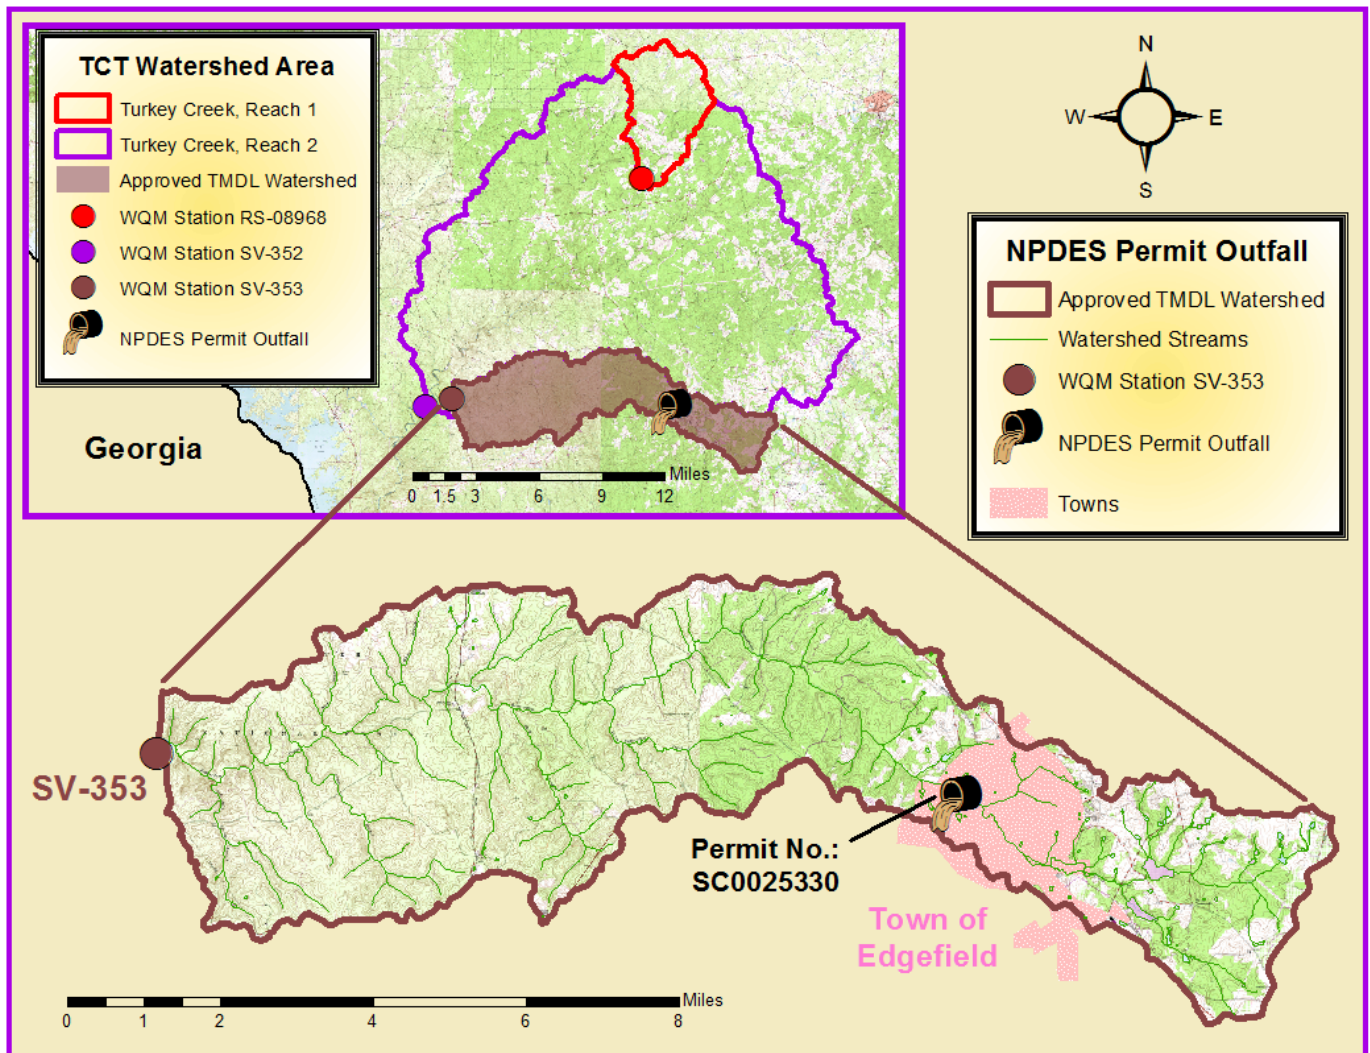 TCT Watershed Area
Turkey Creek, Reach 1
Turkey Creek, Reach 2
Approved TMDL Watershed
WQM Station RS-08968
WQM Station SV-352
WQM Station SV-353
NPDES Permit Outfall
Georgia
Miles
0 1.5 3 6 9 12
N
W E
S
NPDES Permit Outfall
Approved TMDL Watershed
Watershed Streams
WQM Station SV-353
NPDES Permit Outfall
Towns
SV-353
Permit No.:
SC0025330
Town of
Edgefield
Miles
0 1 2 4 6 8